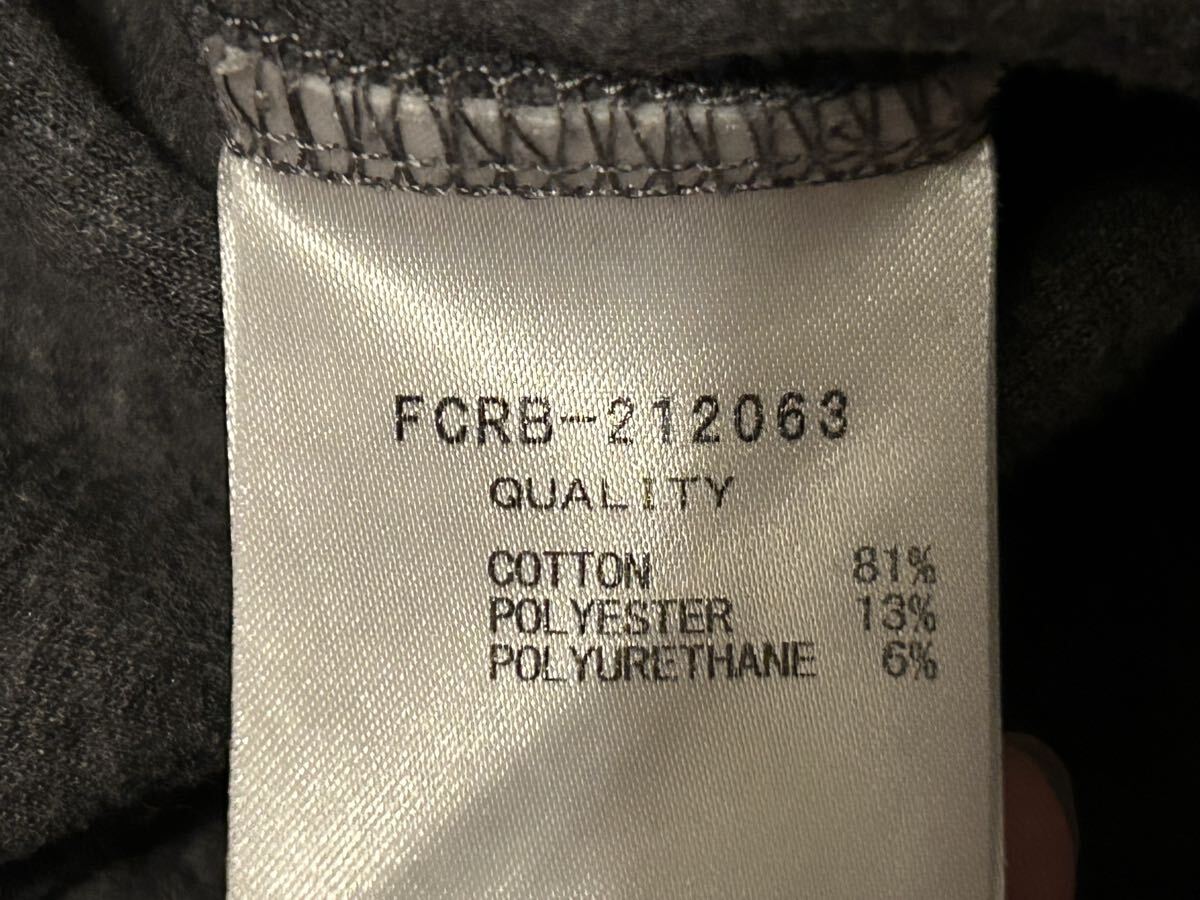 FCRB-212063
QUALITY
COTTON 81%
POLYESTER 13%
POLYURETHANE 6%